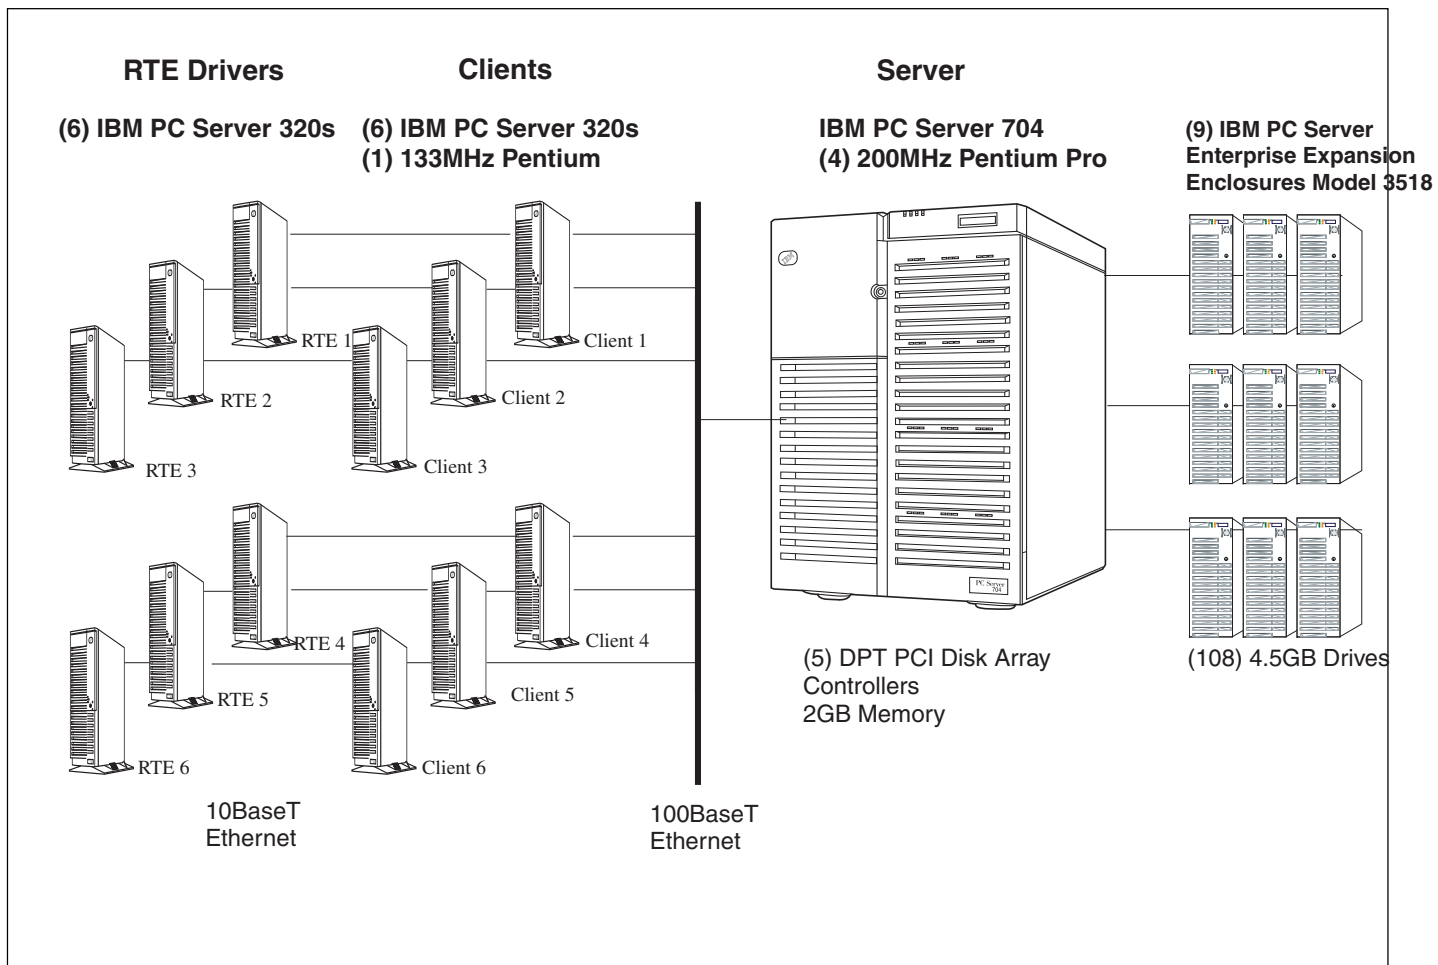 RTE Drivers
Clients
Server
(6) IBM PC Server 320s
(6) IBM PC Server 320s
(1) 133MHz Pentium
IBM PC Server 704
(4) 200MHz Pentium Pro
(9) IBM PC Server
Enterprise Expansion
Enclosures Model 3518
IBM
RTE 1
Client 1
RTE 2
Client 2
RTE 3
Client 3
RTE 4
Client 4
RTE 5
Client 5
RTE 6
Client 6
PC Server
704
(5) DPT PCI Disk Array
Controllers
2GB Memory
(108) 4.5GB Drives
10BaseT
Ethernet
100BaseT
Ethernet